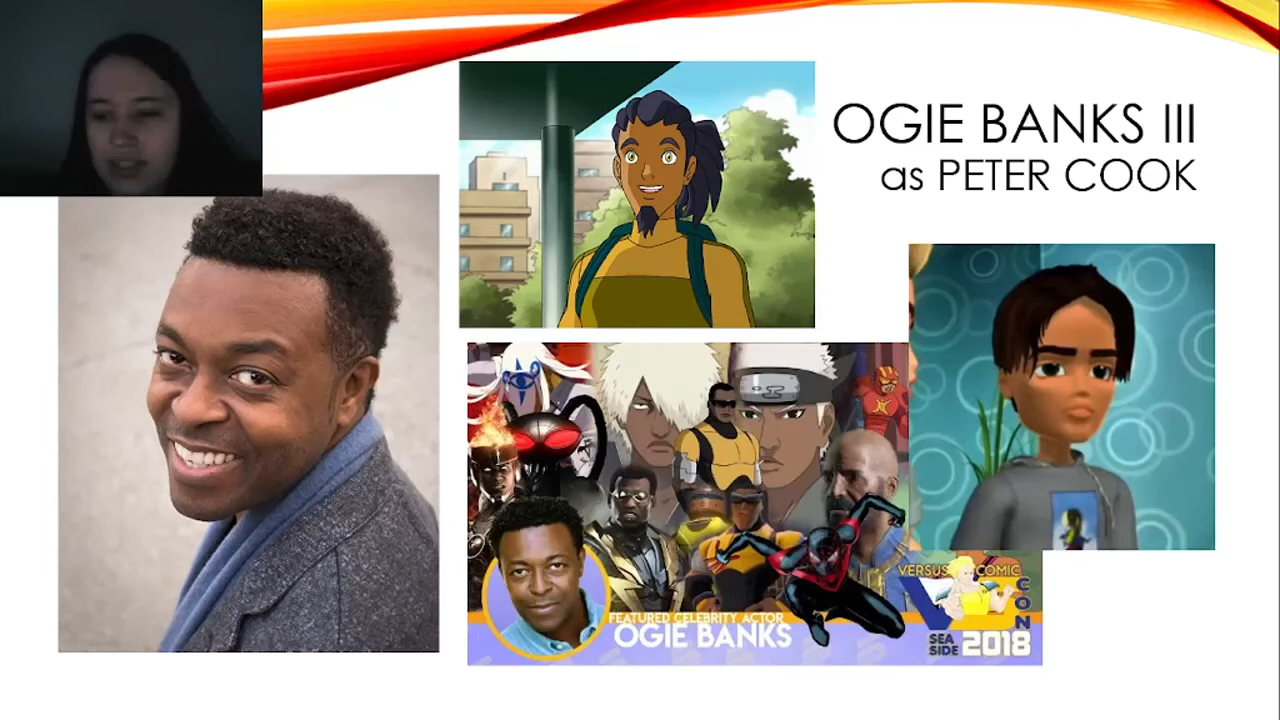 OGIE BANKS III
as PETER COOK
FEATURED CELEBRITY ACTOR
OGIE BANKS
VERSUS COMIC
CON
SEA
SIDE 2018